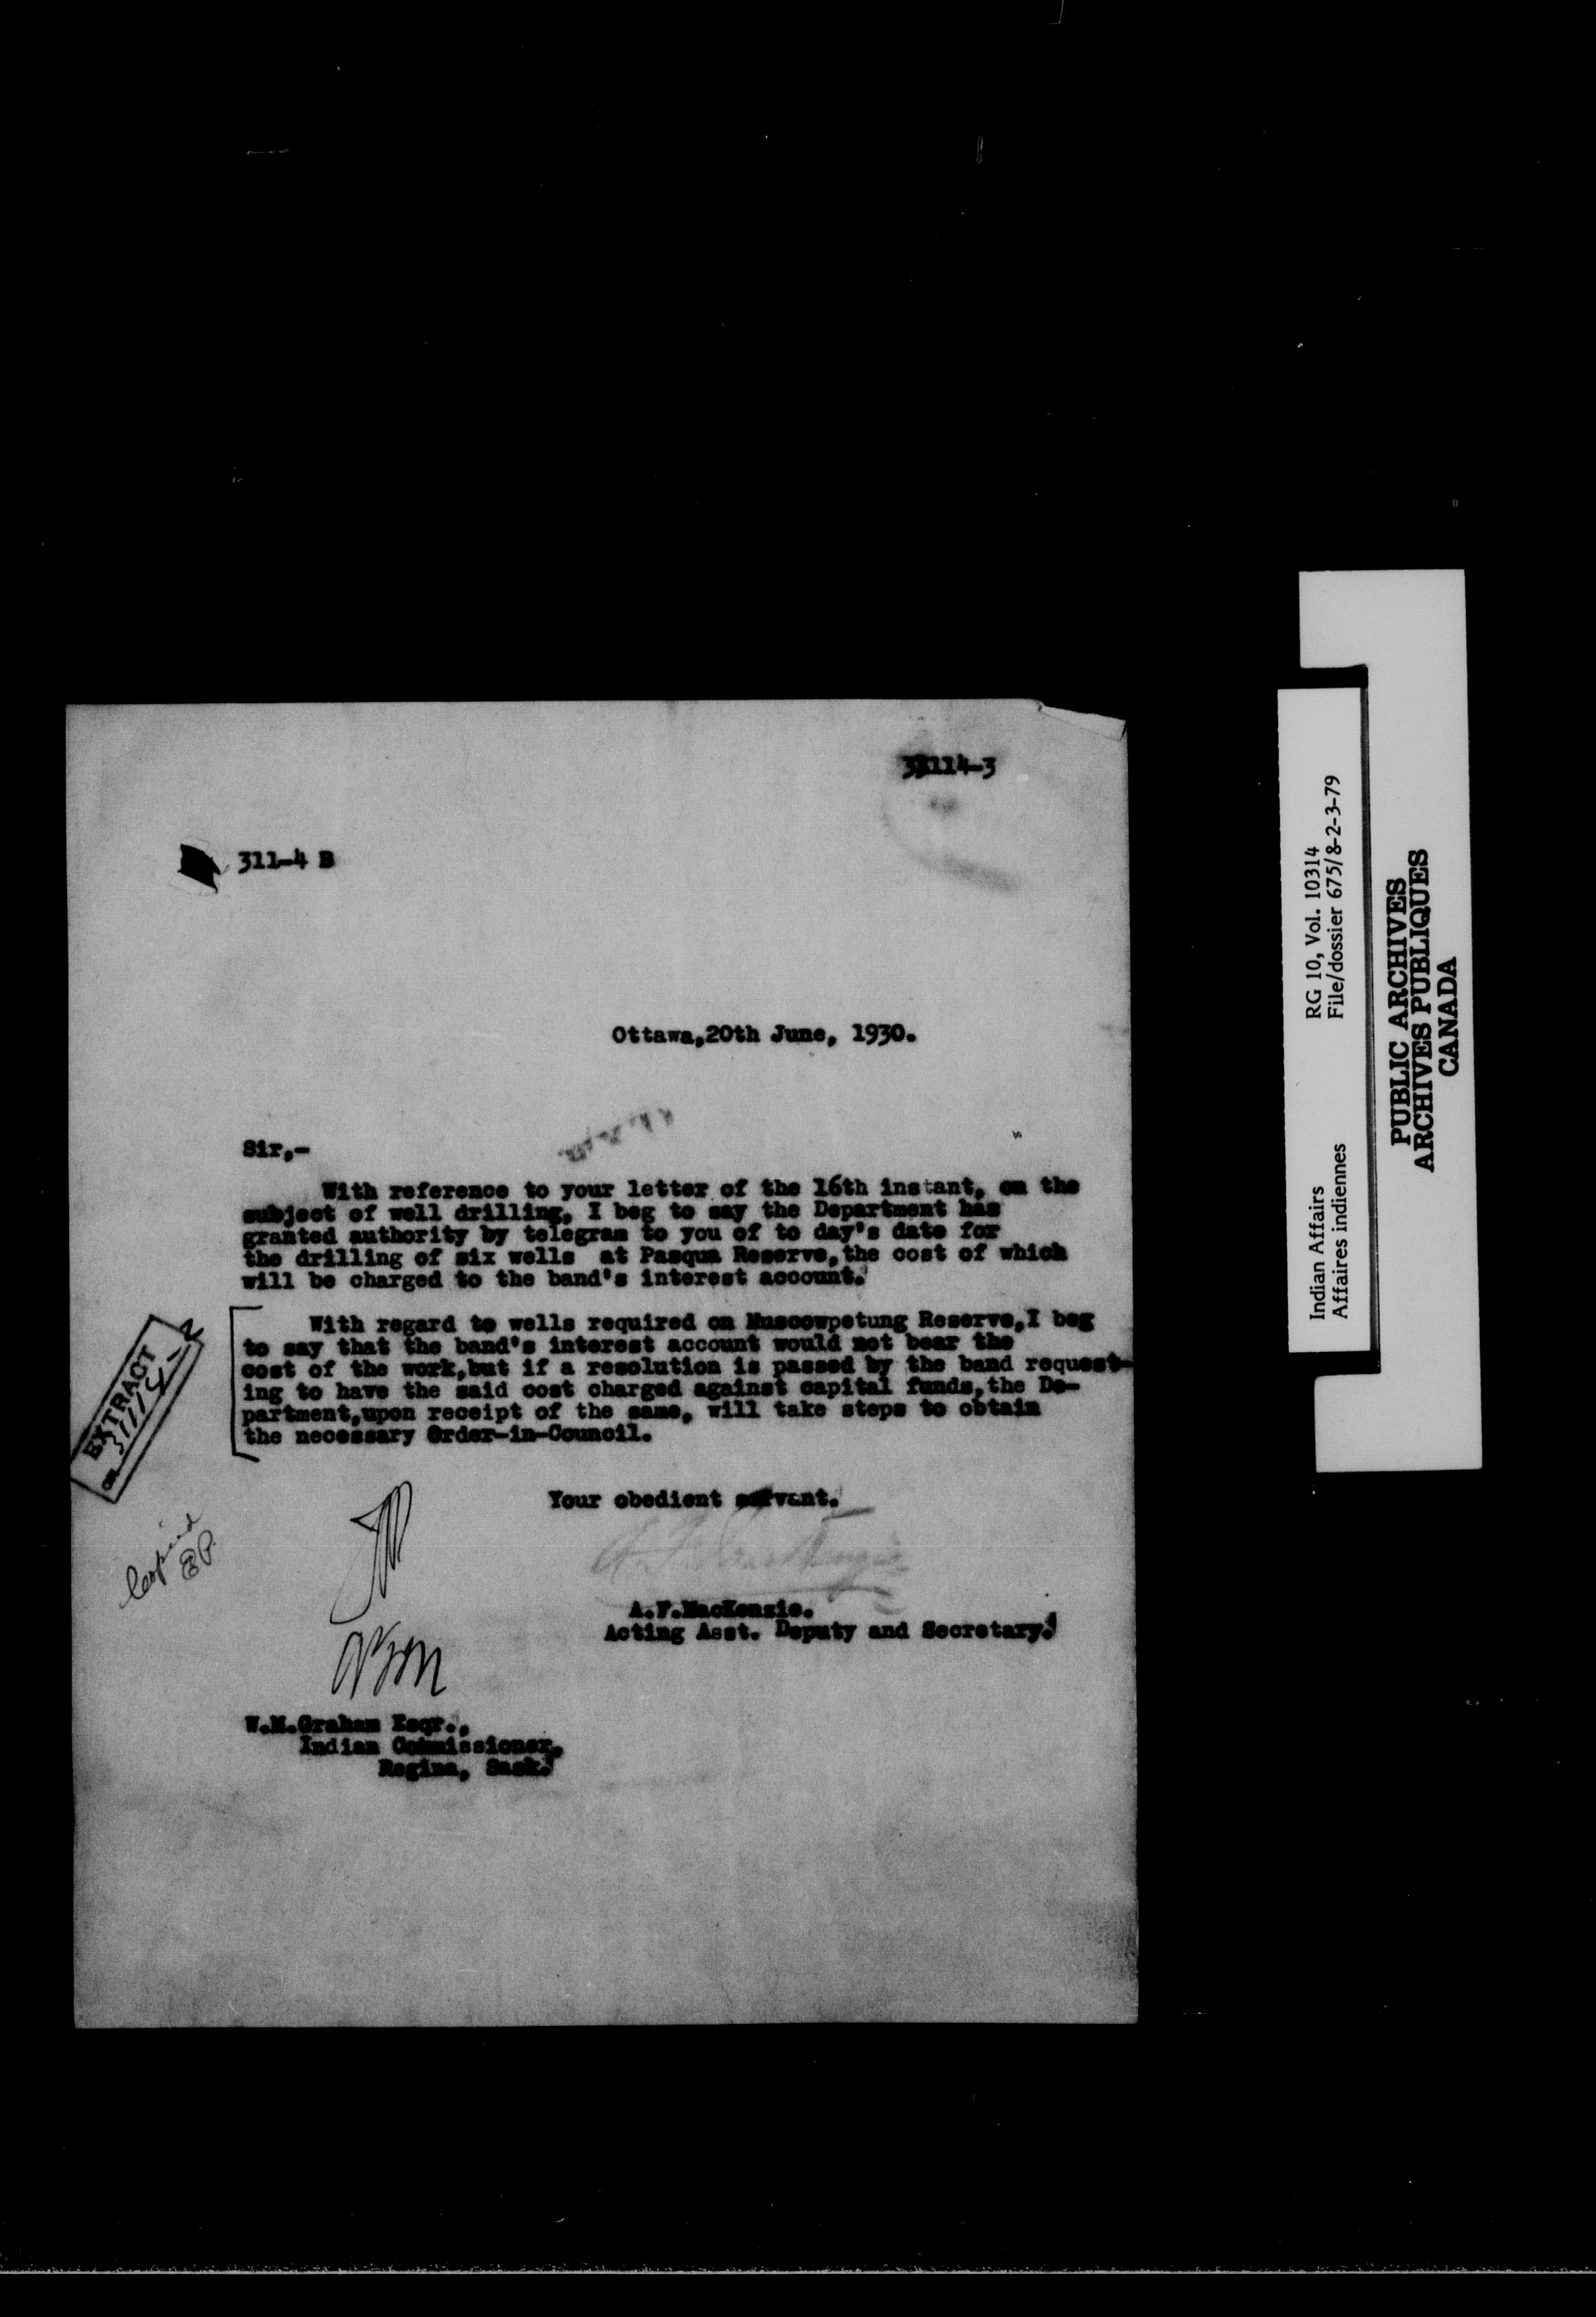 31114-3
311-4 B
Ottawa,20th June, 1930.
Sir,-
With reference to your letter of the 16th instant, on the
subject of well drilling, I beg to say the Department has
granted authority by telegram to you of to day's date for
the drilling of six wells at Pasqua Reserve,the cost of which
will be charged to the band's interest account.
With regard to wells required on Muscowpetung Reserve,I beg
to say that the band's interest account would not bear the
cost of the work,but if a resolution is passed by the band request-
ing to have the said cost charged against capital funds,the De-
partment,upon receipt of the same, will take steps to obtain
the necessary Order-in-Council.
EXTRACT
Copied
Your obedient servant.
A.F.MacKenzie.
Acting Asst. Deputy and Secretary.
W.M.Graham Esqr.,
Indian Commissioner,
Regina, Sask.
Indian Affairs RG 10, Vol. 10314
Affaires indiennes File/dossier 675/8-2-3-79
PUBLIC ARCHIVES
ARCHIVES PUBLIQUES
CANADA